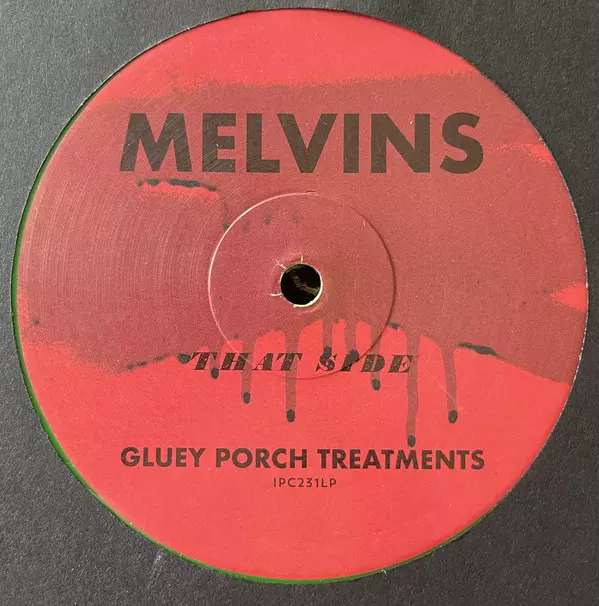 MELVINS
THAT SIDE
GLUEY PORCH TREATMENTS
IPC231LP